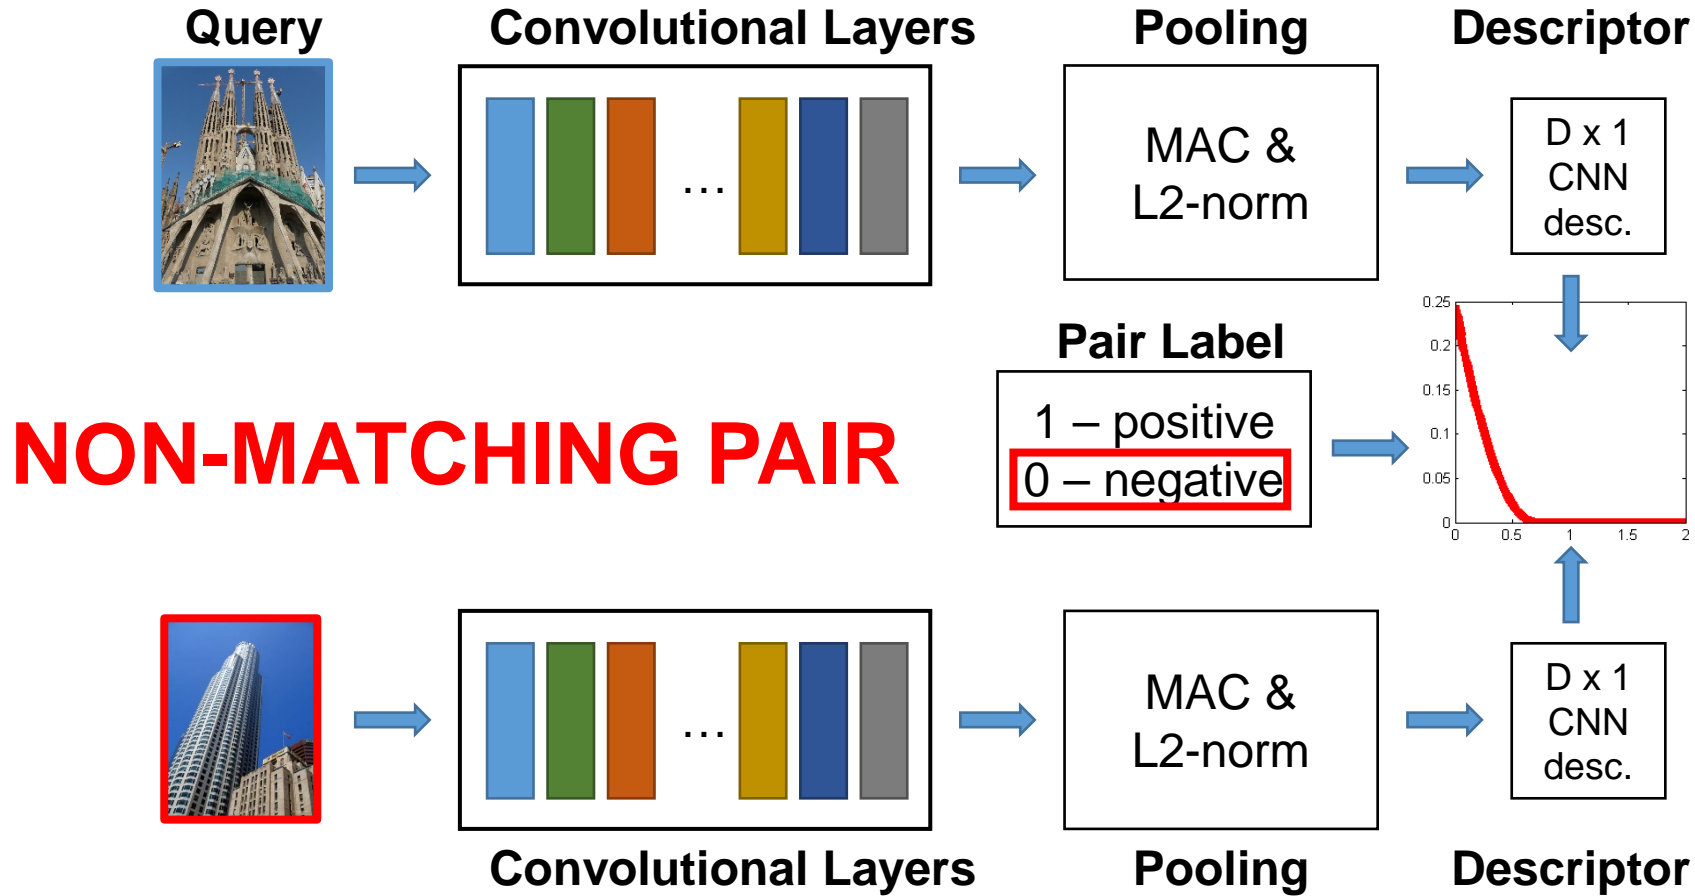 Query
Convolutional Layers
Pooling
Descriptor
...
MAC &
L2-norm
D x 1
CNN
desc.
Pair Label
1 – positive
0 – negative
0.25
0.2
0.15
0.1
0.05
0
0 0.5 1 1.5 2
NON-MATCHING PAIR
...
MAC &
L2-norm
D x 1
CNN
desc.
Convolutional Layers
Pooling
Descriptor